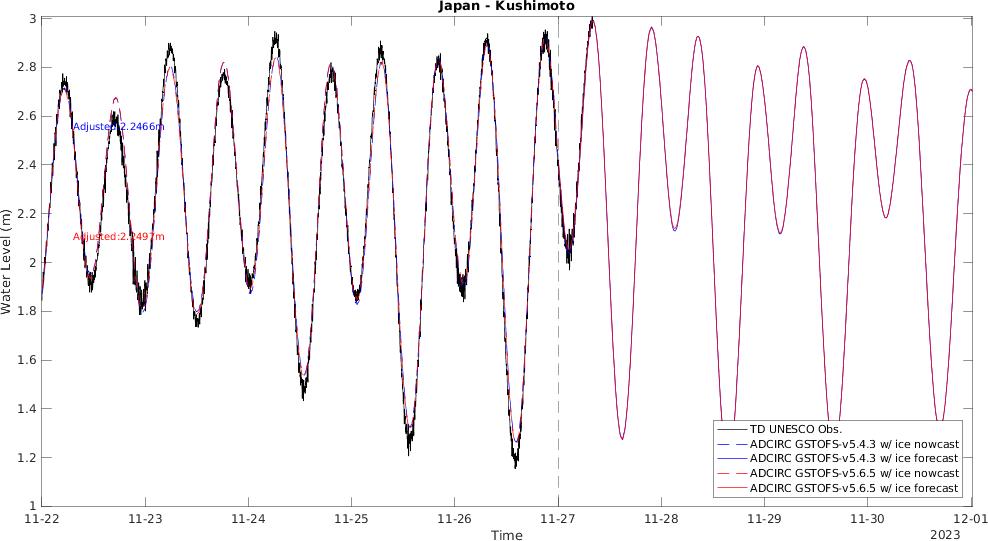 Japan - Kushimoto
3
2.8
2.6
2.4
2.2
2
1.8
1.6
1.4
1.2
1
Water Level (m)
Adjusted:2.2466m
Adjusted:2.2497m
TD UNESCO Obs.
ADCIRC GSTOFS-v5.4.3 w/ ice nowcast
ADCIRC GSTOFS-v5.4.3 w/ ice forecast
ADCIRC GSTOFS-v5.6.5 w/ ice nowcast
ADCIRC GSTOFS-v5.6.5 w/ ice forecast
11-22 11-23 11-24 11-25 11-26 11-27 11-28 11-29 11-30 12-01
Time
2023